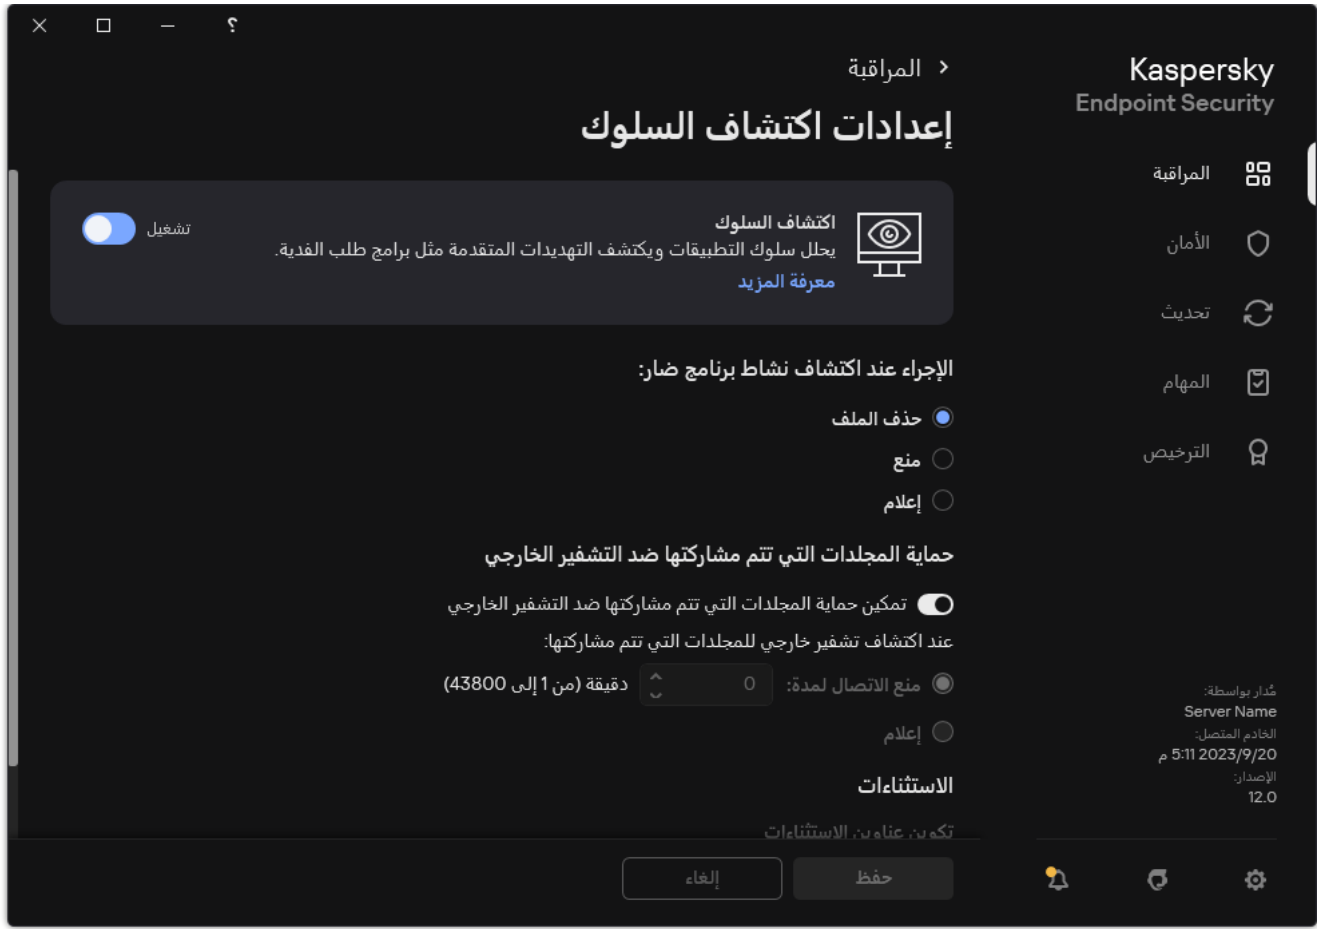 ؟
Kaspersky
Endpoint Security
المراقبة
الأمان
تحديث
المهام
الترخيص
مُدار بواسطة:
Server Name
الخادم المتصل:
2023/9/20 5:11 م
الإصدار:
12.0
المراقبة
إعدادات اكتشاف السلوك
اكتشاف السلوك
يحلل سلوك التطبيقات ويكتشف التهديدات المتقدمة مثل برامج طلب الفدية.
معرفة المزيد
تشغيل
الإجراء عند اكتشاف نشاط برنامج ضار:
حذف الملف
منع
إعلام
حماية المجلدات التي تتم مشاركتها ضد التشفير الخارجي
تمكين حماية المجلدات التي تتم مشاركتها ضد التشفير الخارجي
عند اكتشاف تشفير خارجي للمجلدات التي تتم مشاركتها:
منع الاتصال لمدة: 0 دقيقة (من 1 إلى 43800)
إعلام
الاستثناءات
تكوين عناوين الاستثناءات
حفظ
إلغاء